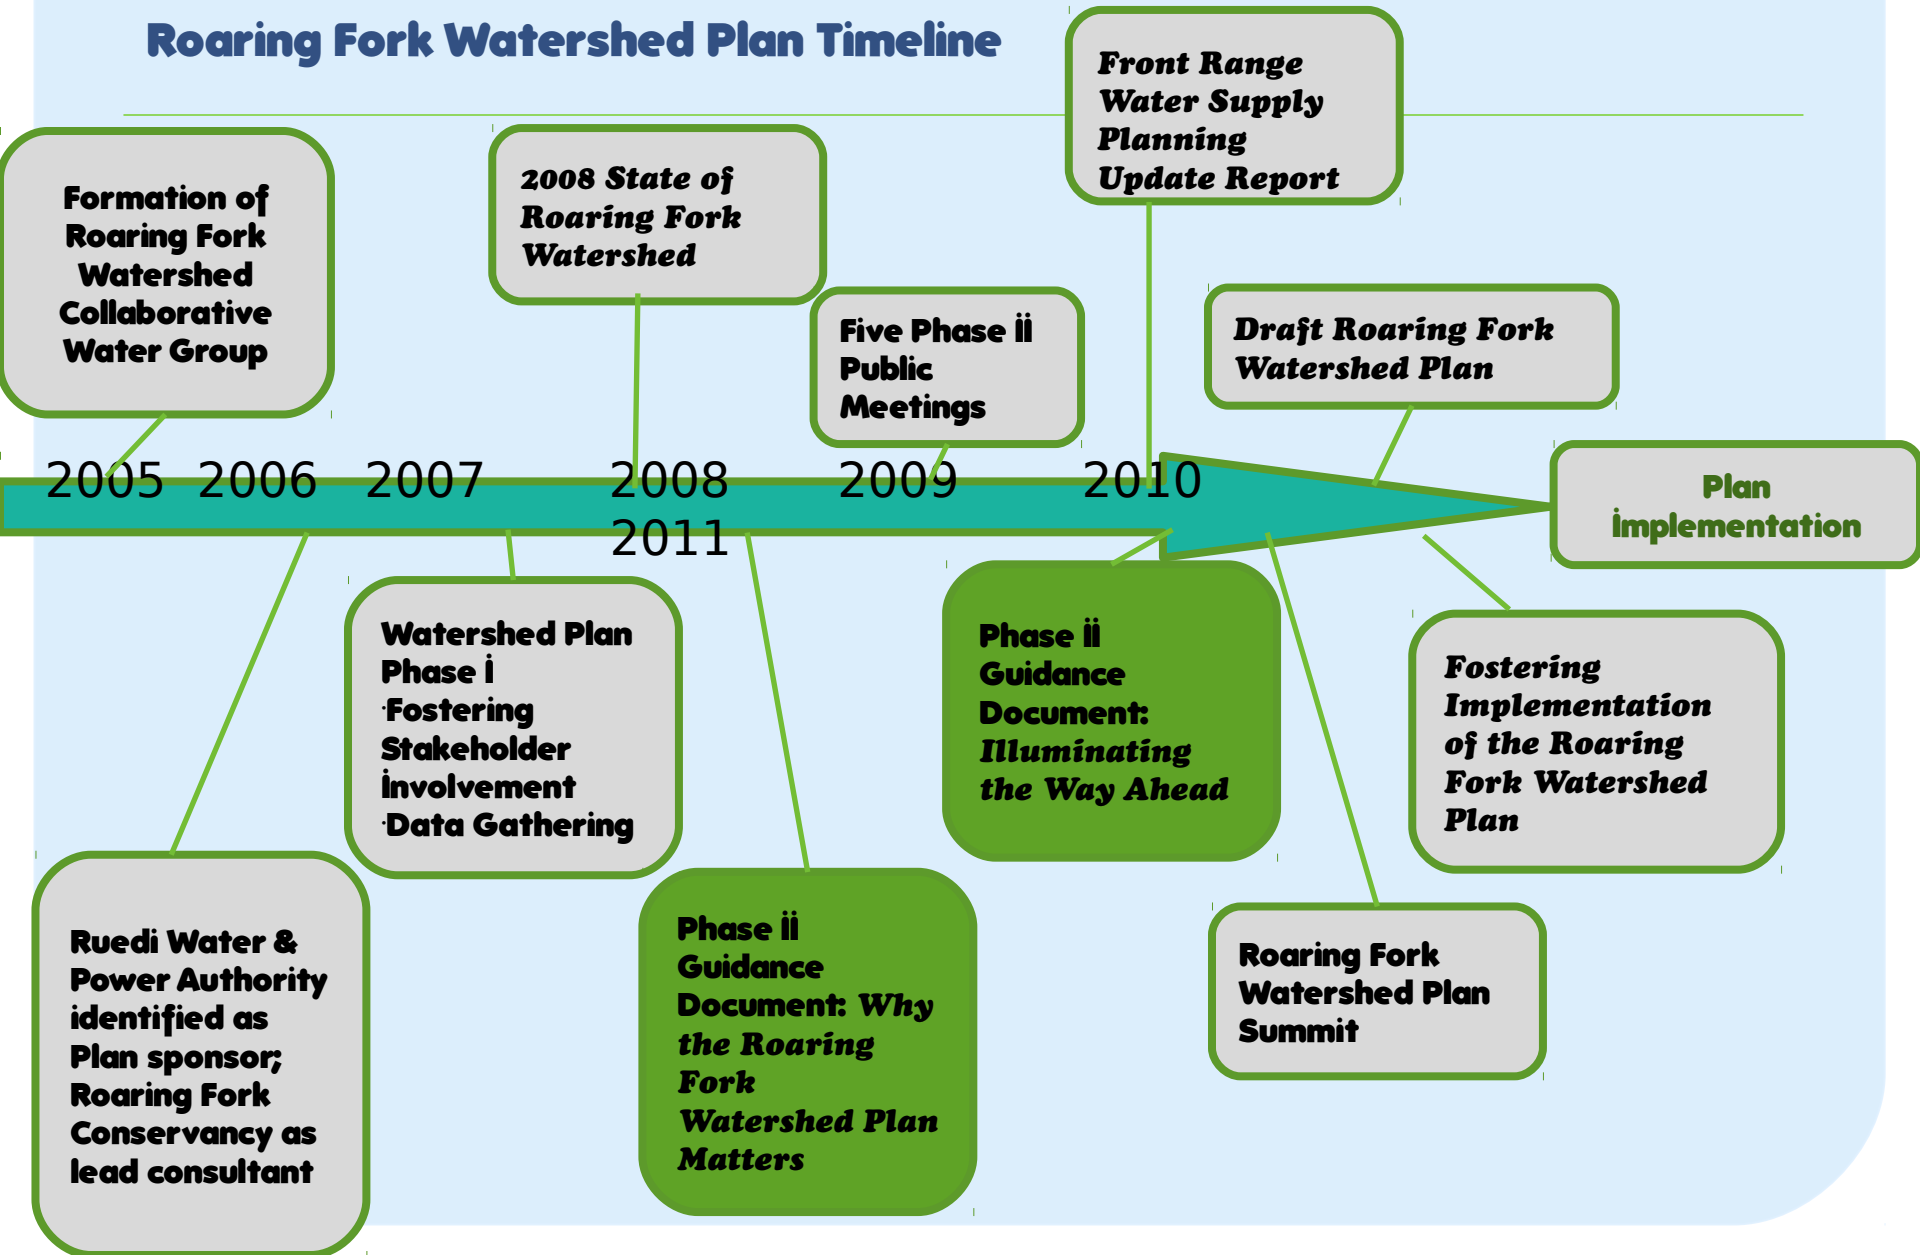 Roaring Fork Watershed Plan Timeline
Front Range
Water Supply
Planning
Update Report
Formation of
Roaring Fork
Watershed
Collaborative
Water Group
2008 State of
Roaring Fork
Watershed
Five Phase II
Public
Meetings
Draft Roaring Fork
Watershed Plan
2005 2006 2007 2008 2009 2010
2011
Plan
Implementation
Watershed Plan
Phase I
·Fostering
Stakeholder
Involvement
·Data Gathering
Phase II
Guidance
Document:
Illuminating
the Way Ahead
Fostering
Implementation
of the Roaring
Fork Watershed
Plan
Ruedi Water &
Power Authority
identified as
Plan sponsor;
Roaring Fork
Conservancy as
lead consultant
Phase II
Guidance
Document: Why
the Roaring
Fork
Watershed Plan
Matters
Roaring Fork
Watershed Plan
Summit